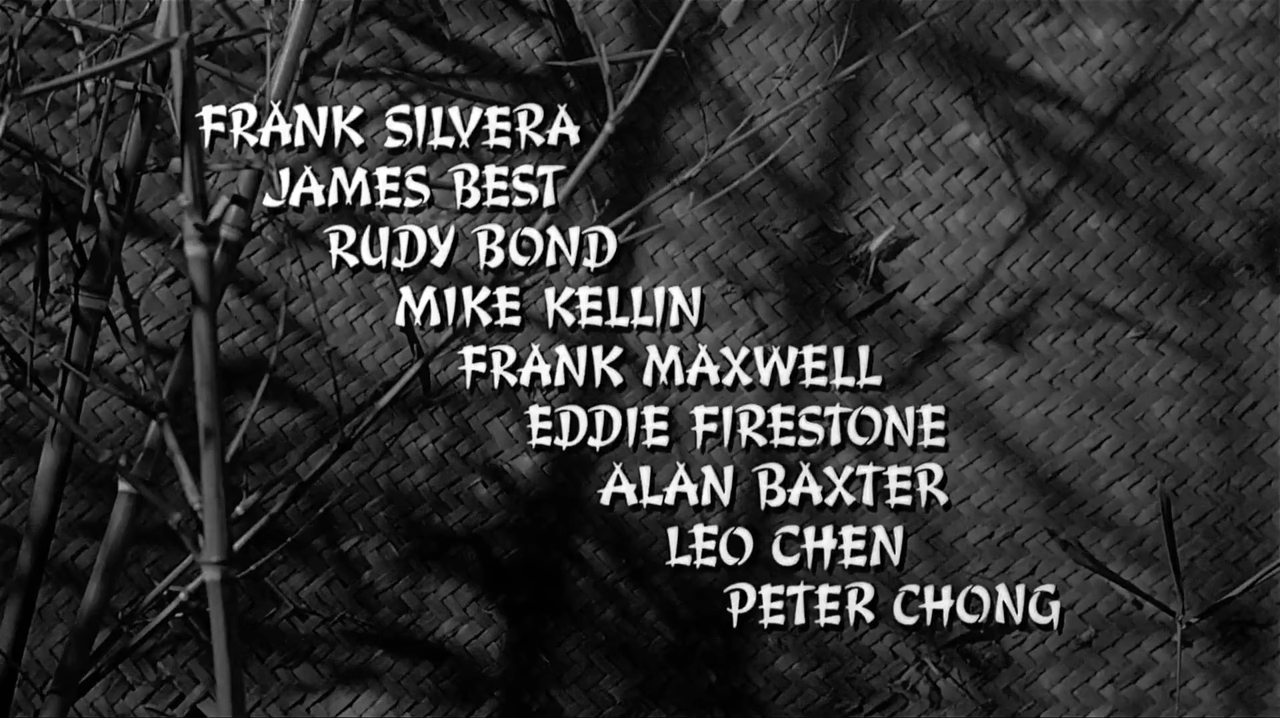 FRANK SILVERA
JAMES BEST
RUDY BOND
MIKE KELLIN
FRANK MAXWELL
EDDIE FIRESTONE
ALAN BAXTER
LEO CHEN
PETER CHONG